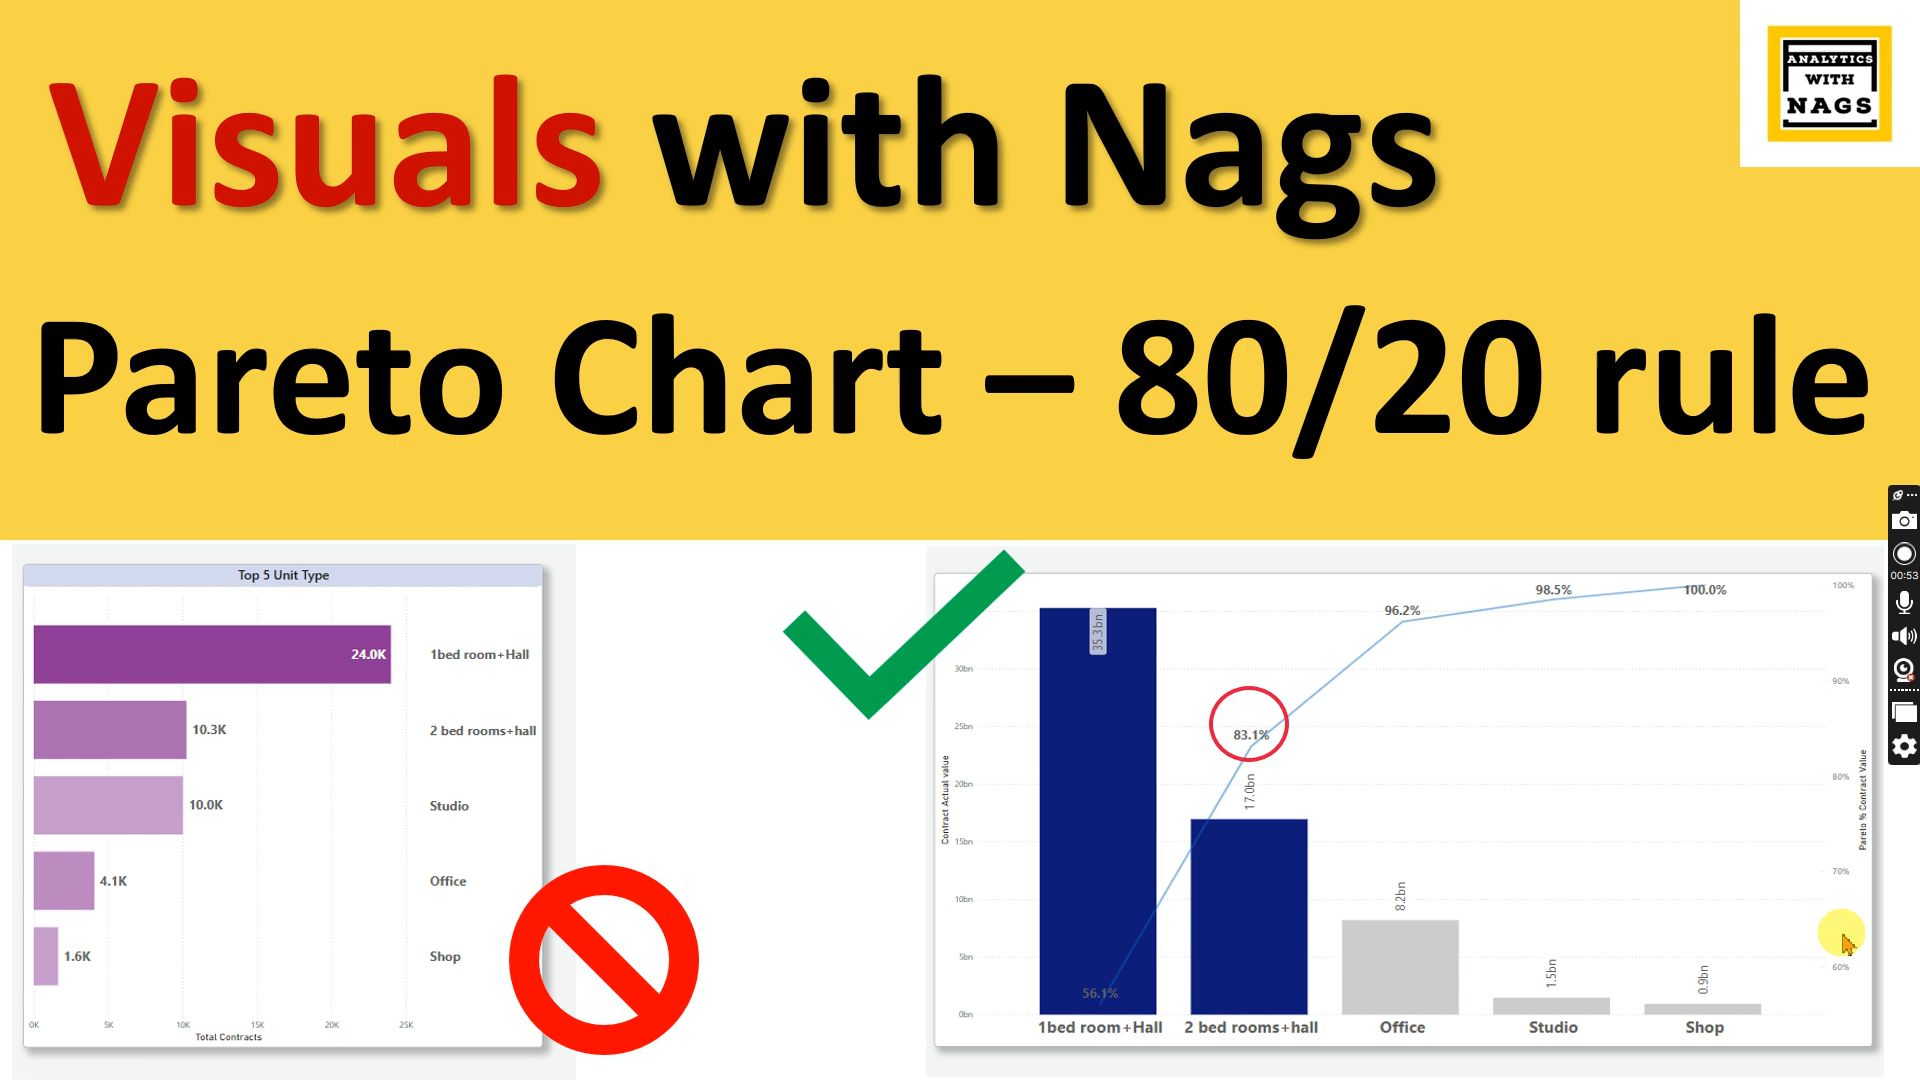 Visuals with Nags
ANALYTICS
WITH
NAGS
Pareto Chart – 80/20 rule
00:53
Top 5 Unit Type
24.0K
1bed room+Hall
10.3K
2 bed rooms+hall
10.0K
Studio
4.1K
Office
1.6K
Shop
0K 5K 10K 15K 20K 25K
Total Contracts
Contract Actual value
30bn
25bn
20bn
15bn
10bn
5bn
0bn
35.3bn
17.0bn
8.2bn
1.5bn
0.9bn
56.1%
83.1%
96.2%
98.5%
100.0%
100%
90%
80%
70%
60%
Pareto % Contract Value
1bed room+Hall 2 bed rooms+hall Office Studio Shop